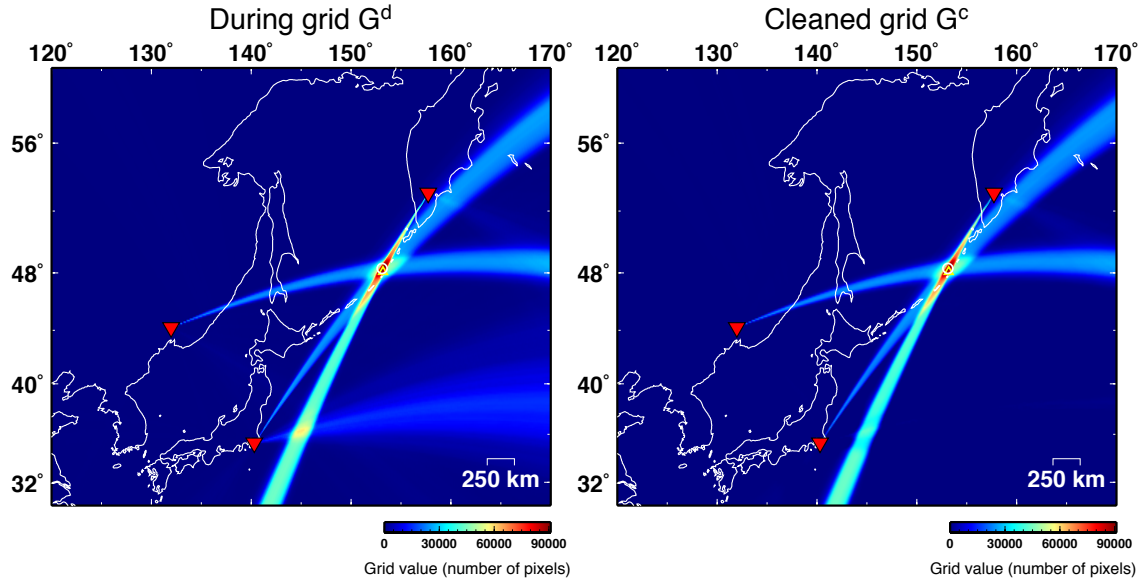 During grid Gd
120˚ 130˚ 140˚ 150˚ 160˚ 170˚
56˚
48˚
40˚
32˚
250 km
0 30000 60000 90000
Grid value (number of pixels)
Cleaned grid Gc
120˚ 130˚ 140˚ 150˚ 160˚ 170˚
56˚
48˚
40˚
32˚
250 km
0 30000 60000 90000
Grid value (number of pixels)